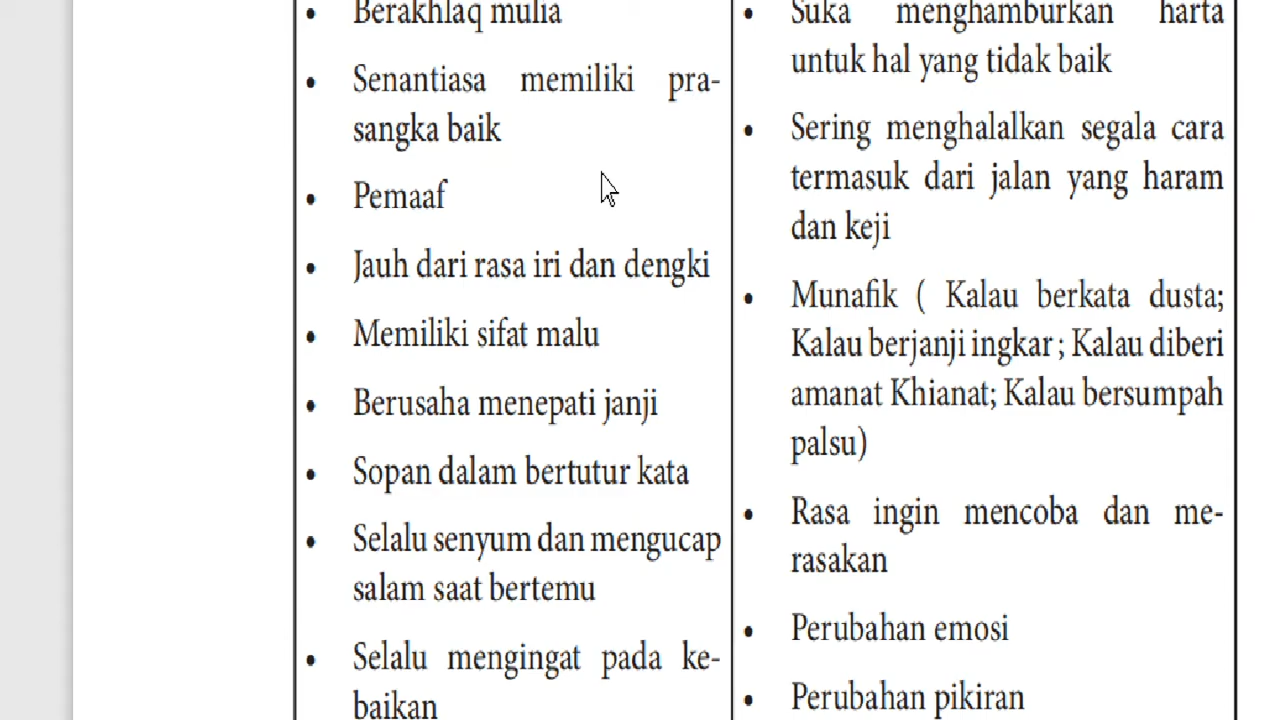 • Berakhlaq mulia
• Senantiasa memiliki pra-
sangka baik
• Pemaaf
• Jauh dari rasa iri dan dengki
• Memiliki sifat malu
• Berusaha menepati janji
• Sopan dalam bertutur kata
• Selalu senyum dan mengucap
salam saat bertemu
• Selalu mengingat pada ke-
baikan
• Suka menghamburkan harta
untuk hal yang tidak baik
• Sering menghalalkan segala cara
termasuk dari jalan yang haram
dan keji
• Munafik ( Kalau berkata dusta;
Kalau berjanji ingkar ; Kalau diberi
amanat Khianat; Kalau bersumpah
palsu)
• Rasa ingin mencoba dan me-
rasakan
• Perubahan emosi
• Perubahan pikiran